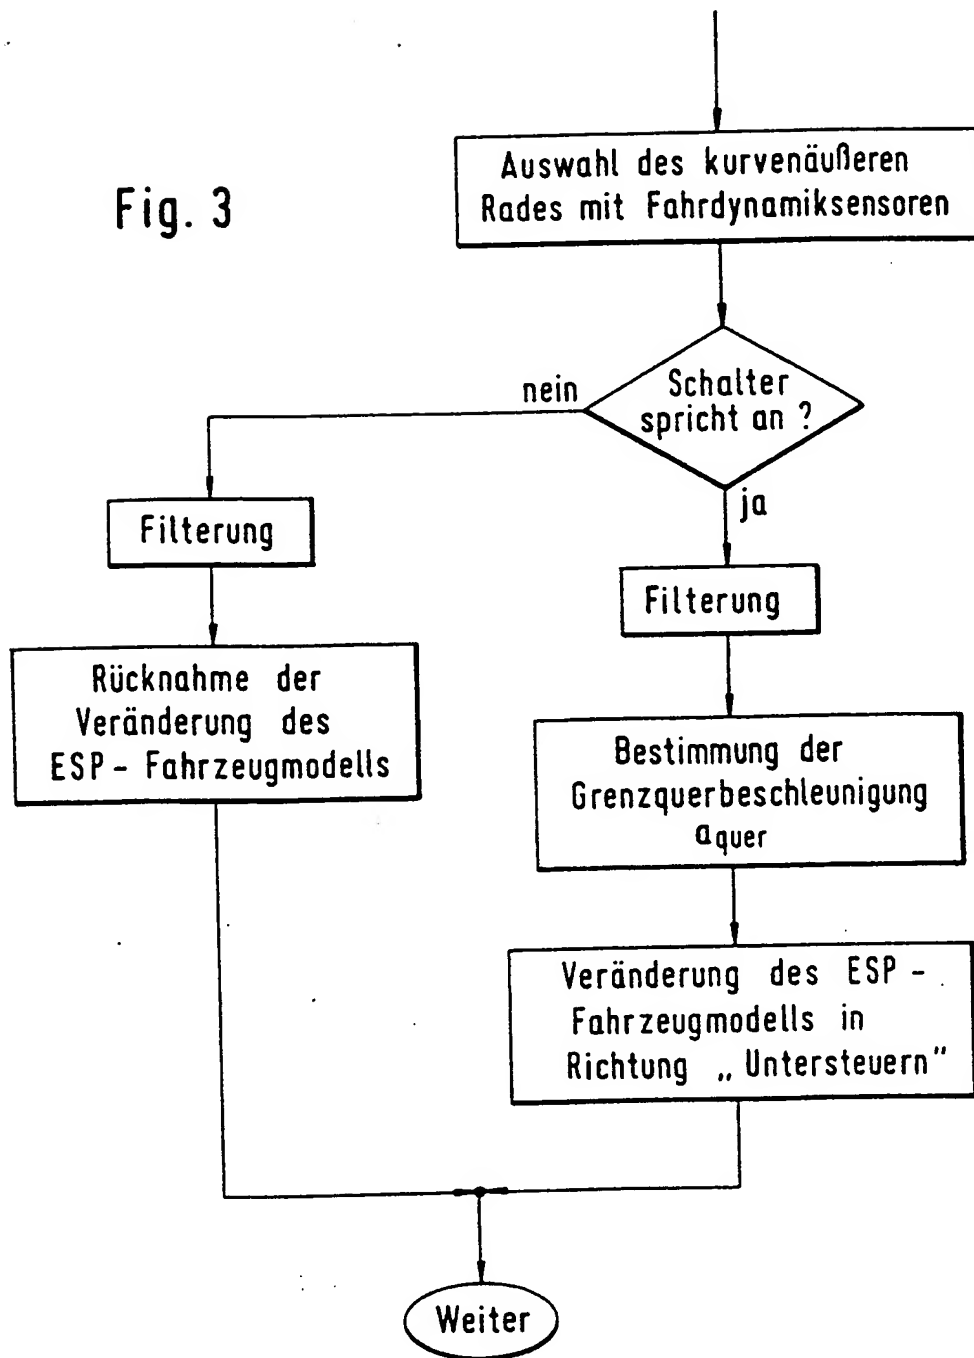 Fig. 3
Auswahl des kurvenäußeren
Rades mit Fahrdynamiksensoren
Schalter
spricht an ?
nein
ja
Filterung
Rücknahme der
Veränderung des
ESP - Fahrzeugmodells
Filterung
Bestimmung der
Grenzquerbeschleunigung
aquer
Veränderung des ESP -
Fahrzeugmodells in
Richtung „ Untersteuern"
Weiter